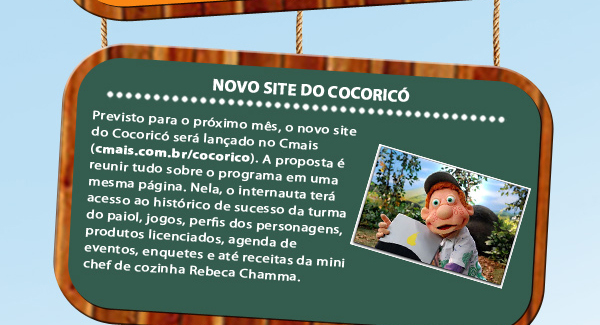 NOVO SITE DO COCORICÓ
Previsto para o próximo mês, o novo site
do Cocoricó será lançado no Cmais
(cmais.com.br/cocorico). A proposta é
reunir tudo sobre o programa em uma
mesma página. Nela, o internauta terá
acesso ao histórico de sucesso da turma
do paiol, jogos, perfis dos personagens,
produtos licenciados, agenda de
eventos, enquetes e até receitas da mini
chef de cozinha Rebeca Chamma.